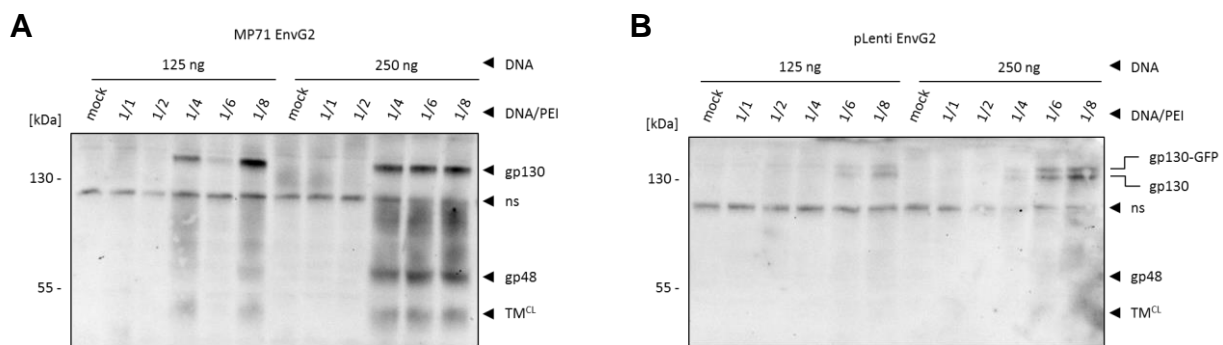 A
MP71 EnvG2
125 ng 250 ng ◄ DNA
mock 1/1 1/2 1/4 1/6 1/8 mock 1/1 1/2 1/4 1/6 1/8 ◄ DNA/PEI
[kDa]
130 -
55 -
◄ gp130
◄ ns
◄ gp48
◄ TMCL
B
pLenti EnvG2
125 ng 250 ng ◄ DNA
mock 1/1 1/2 1/4 1/6 1/8 mock 1/1 1/2 1/4 1/6 1/8 ◄ DNA/PEI
[kDa]
130 -
55 -
gp130-GFP
gp130
◄ ns
◄ gp48
◄ TMCL